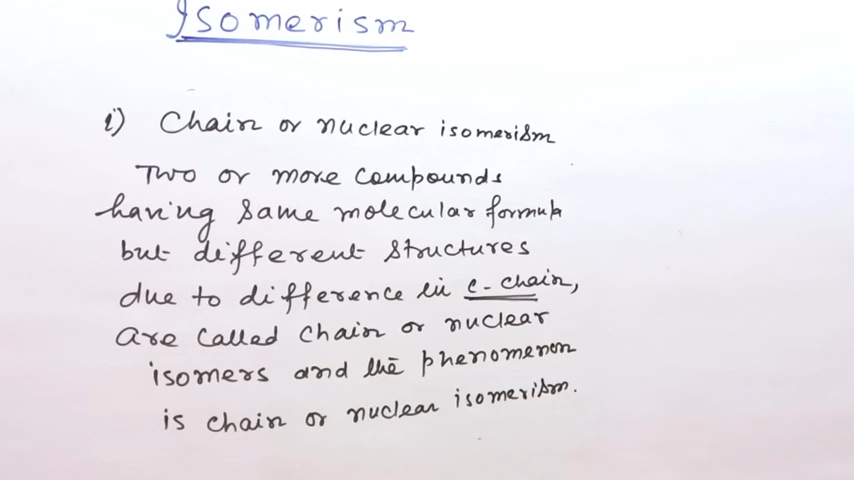 Isomerism
i) Chain or nuclear isomerism
Two or more compounds
having same molecular formula
but different structures
due to difference in C-chain,
are called chain or nuclear
isomers and the phenomenon
is chain or nuclear isomerism.